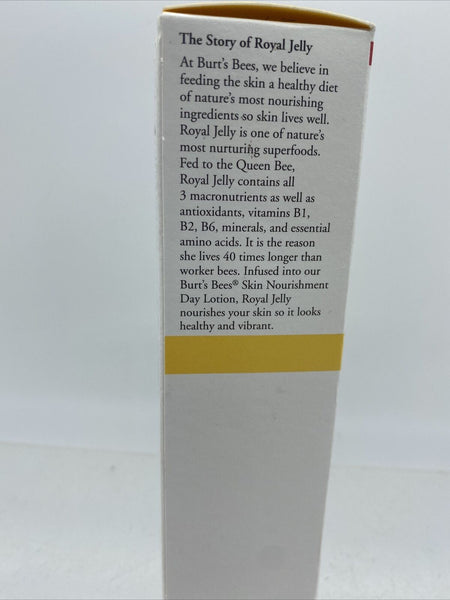 The Story of Royal Jelly
At Burt's Bees, we believe in
feeding the skin a healthy diet
of nature's most nourishing
ingredients so skin lives well.
Royal Jelly is one of nature's
most nurturing superfoods.
Fed to the Queen Bee,
Royal Jelly contains all
3 macronutrients as well as
antioxidants, vitamins B1,
B2, B6, minerals, and essential
amino acids. It is the reason
she lives 40 times longer than
worker bees. Infused into our
Burt's Bees® Skin Nourishment
Day Lotion, Royal Jelly
nourishes your skin so it looks
healthy and vibrant.